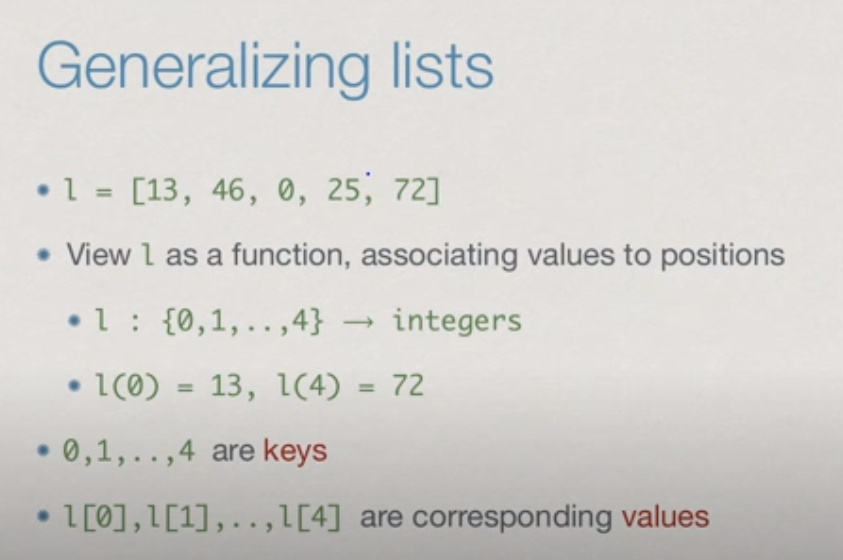 Generalizing lists
• l = [13, 46, 0, 25, 72]
• View l as a function, associating values to positions
• l : {0,1,..,4} → integers
• l(0) = 13, l(4) = 72
• 0,1,..,4 are keys
• l[0],l[1],..,l[4] are corresponding values